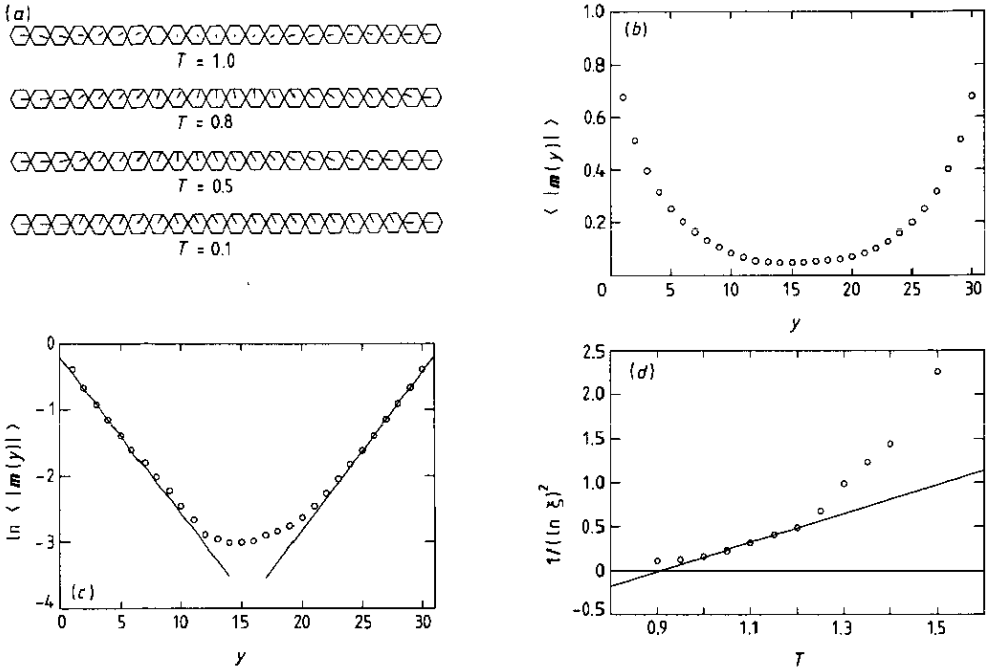 (a)
T = 1.0
T = 0.8
T = 0.5
T = 0.1
(b)
1.0
0.8
0.6
0.4
0.2
0 5 10 15 20 25 30
⟨ |m(y)| ⟩
y
(c)
0
-1
-2
-3
-4
0 5 10 15 20 25 30
ln ⟨ |m(y)| ⟩
y
(d)
2.5
2.0
1.5
1.0
0.5
0
-0.5
0.9 1.1 1.3 1.5
1/(ln ξ)²
T